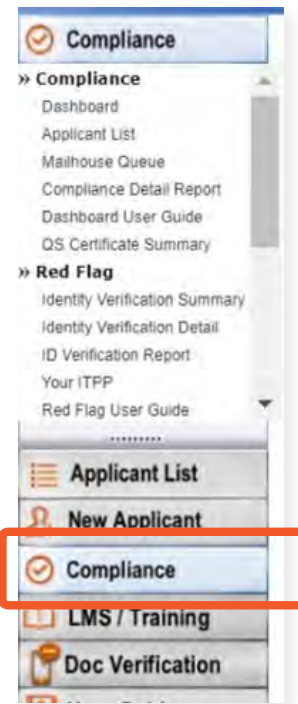 Compliance
» Compliance
Dashboard
Applicant List
Mailhouse Queue
Compliance Detail Report
Dashboard User Guide
QS Certificate Summary
» Red Flag
Identity Verification Summary
Identity Verification Detail
ID Verification Report
Your ITPP
Red Flag User Guide
Applicant List
New Applicant
Compliance
LMS / Training
Doc Verification